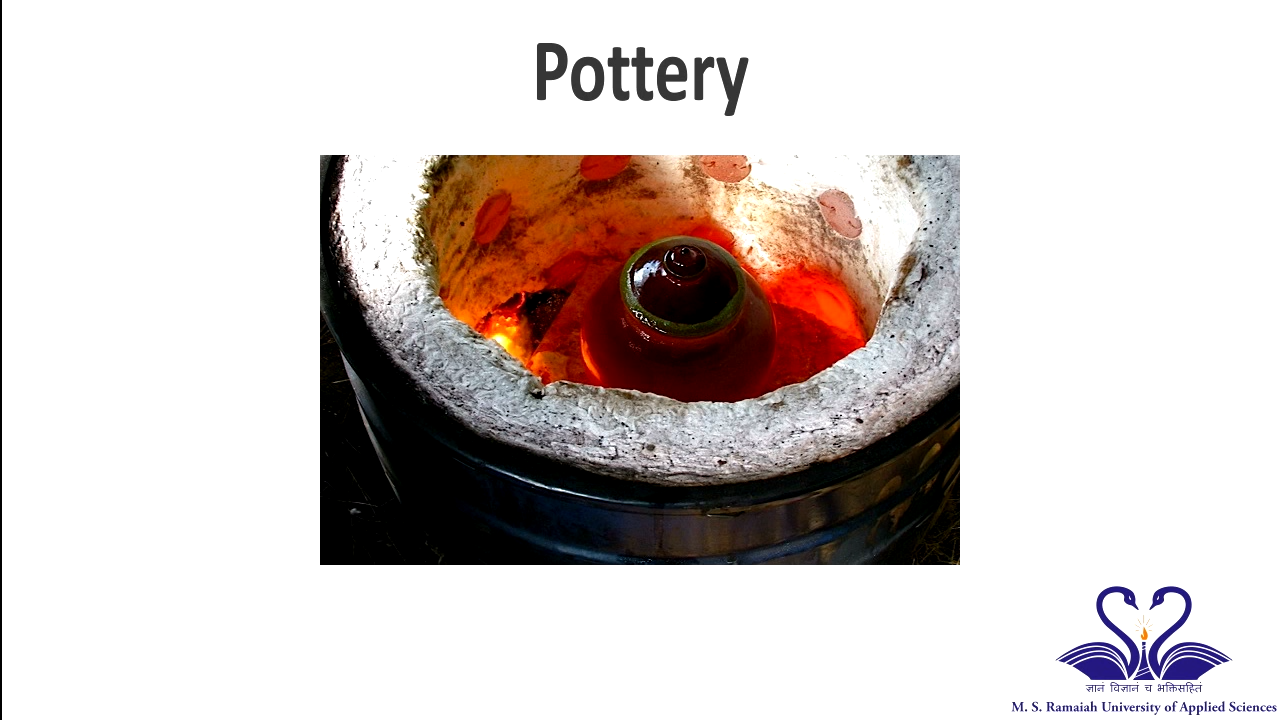 Pottery
ज्ञानं विज्ञानं च भक्तिसहितं
M. S. Ramaiah University of Applied Sciences